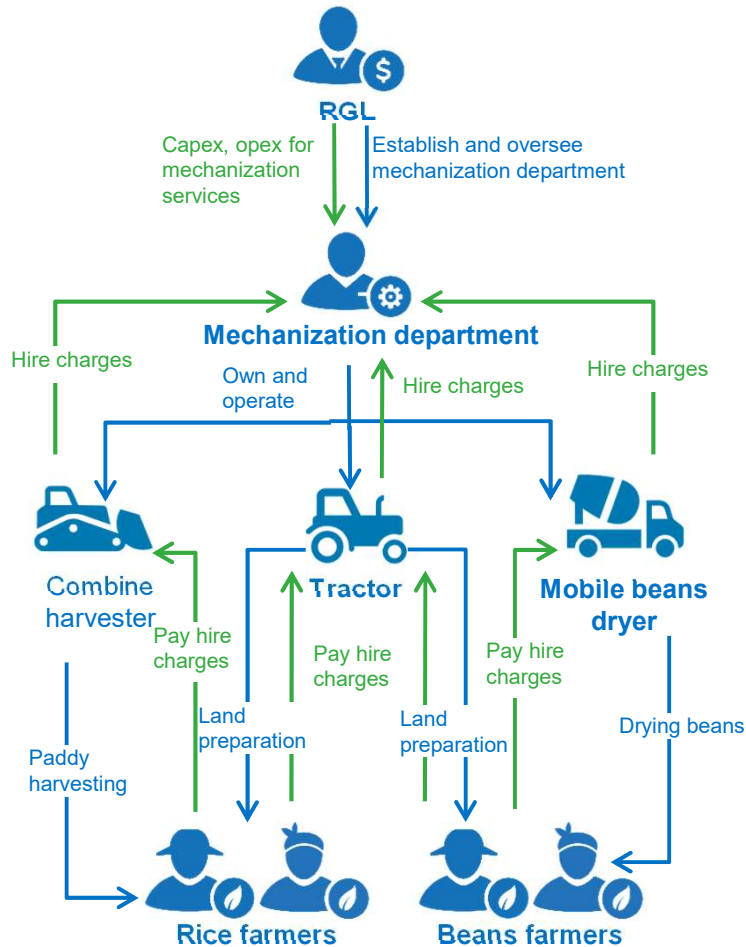 $
RGL
Capex, opex for
mechanization
services
Establish and oversee
mechanization department
Mechanization department
Hire charges
Own and
operate
Hire charges
Hire charges
Combine
harvester
Tractor
Mobile beans
dryer
Pay hire
charges
Pay hire
charges
Pay hire
charges
Land
preparation
Land
preparation
Paddy
harvesting
Drying beans
Rice farmers
Beans farmers